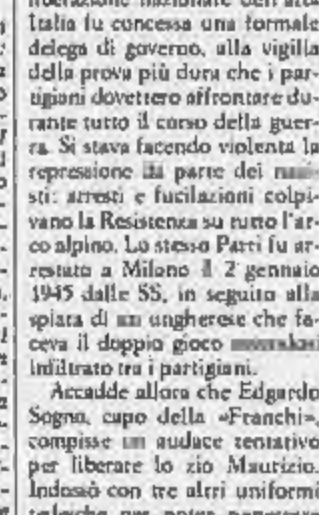 liberazione nazionale dell'alta
Italia fu concessa una formale
delega di governo, alla vigilia
della prova più dura che i par-
tigiani dovettero affrontare du-
rante tutto il corso della guer-
ra. Si stava facendo violenta la
repressione da parte dei nazi-
sti: arresti e fucilazioni colpi-
vano la Resistenza su tutto l'ar-
co alpino. Lo stesso Parri fu ar-
restato a Milano il 2 gennaio
1945 dalle SS, in seguito alla
spiata di un ungherese che fa-
ceva il doppio gioco
infiltrato tra i partigiani.
Accadde allora che Edgardo
Sogno, capo della «Franchi»,
compisse un audace tentativo
per liberare lo zio Maurizio.
Indossò con tre altri uniformi
tedesche per poter